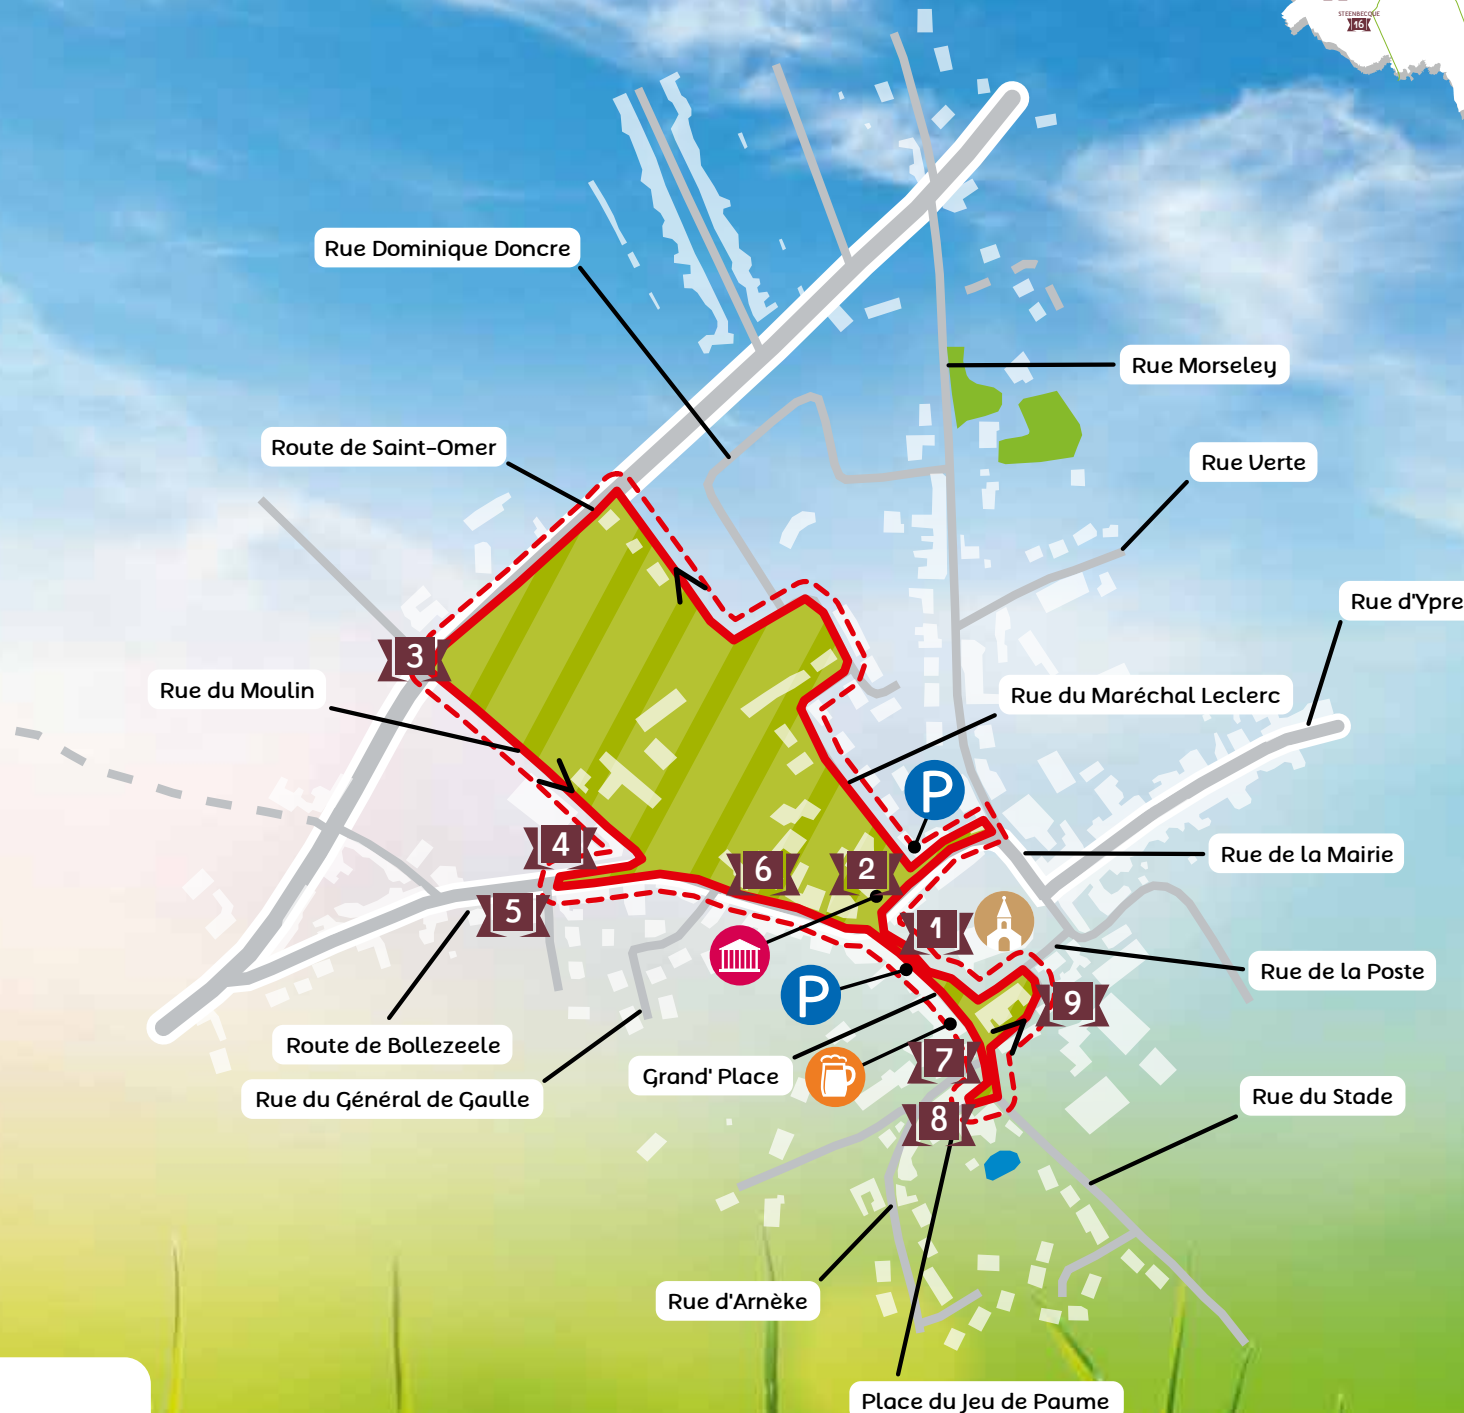 STEENBECQUE
16
Rue Dominique Doncre
Rue Morseley
Route de Saint-Omer
Rue Verte
Rue d'Ypre
3
Rue du Moulin
Rue du Maréchal Leclerc
P
4
6
2
Rue de la Mairie
5
1
Rue de la Poste
P
9
Route de Bollezeele
7
Grand' Place
Rue du Général de Gaulle
8
Rue du Stade
Rue d'Arnèke
Place du Jeu de Paume